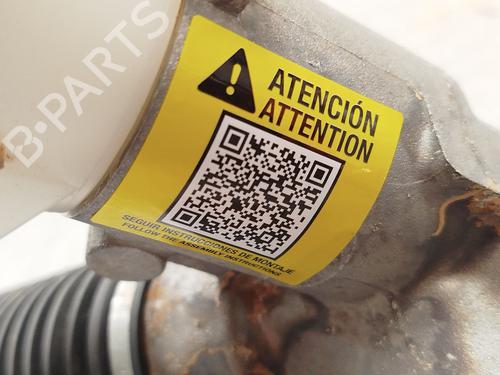 B-PARTS
ATENCIÓN
ATTENTION
SEGUIR INSTRUCCIONES DE MONTAJE
FOLLOW THE ASSEMBLY INSTRUCTIONS